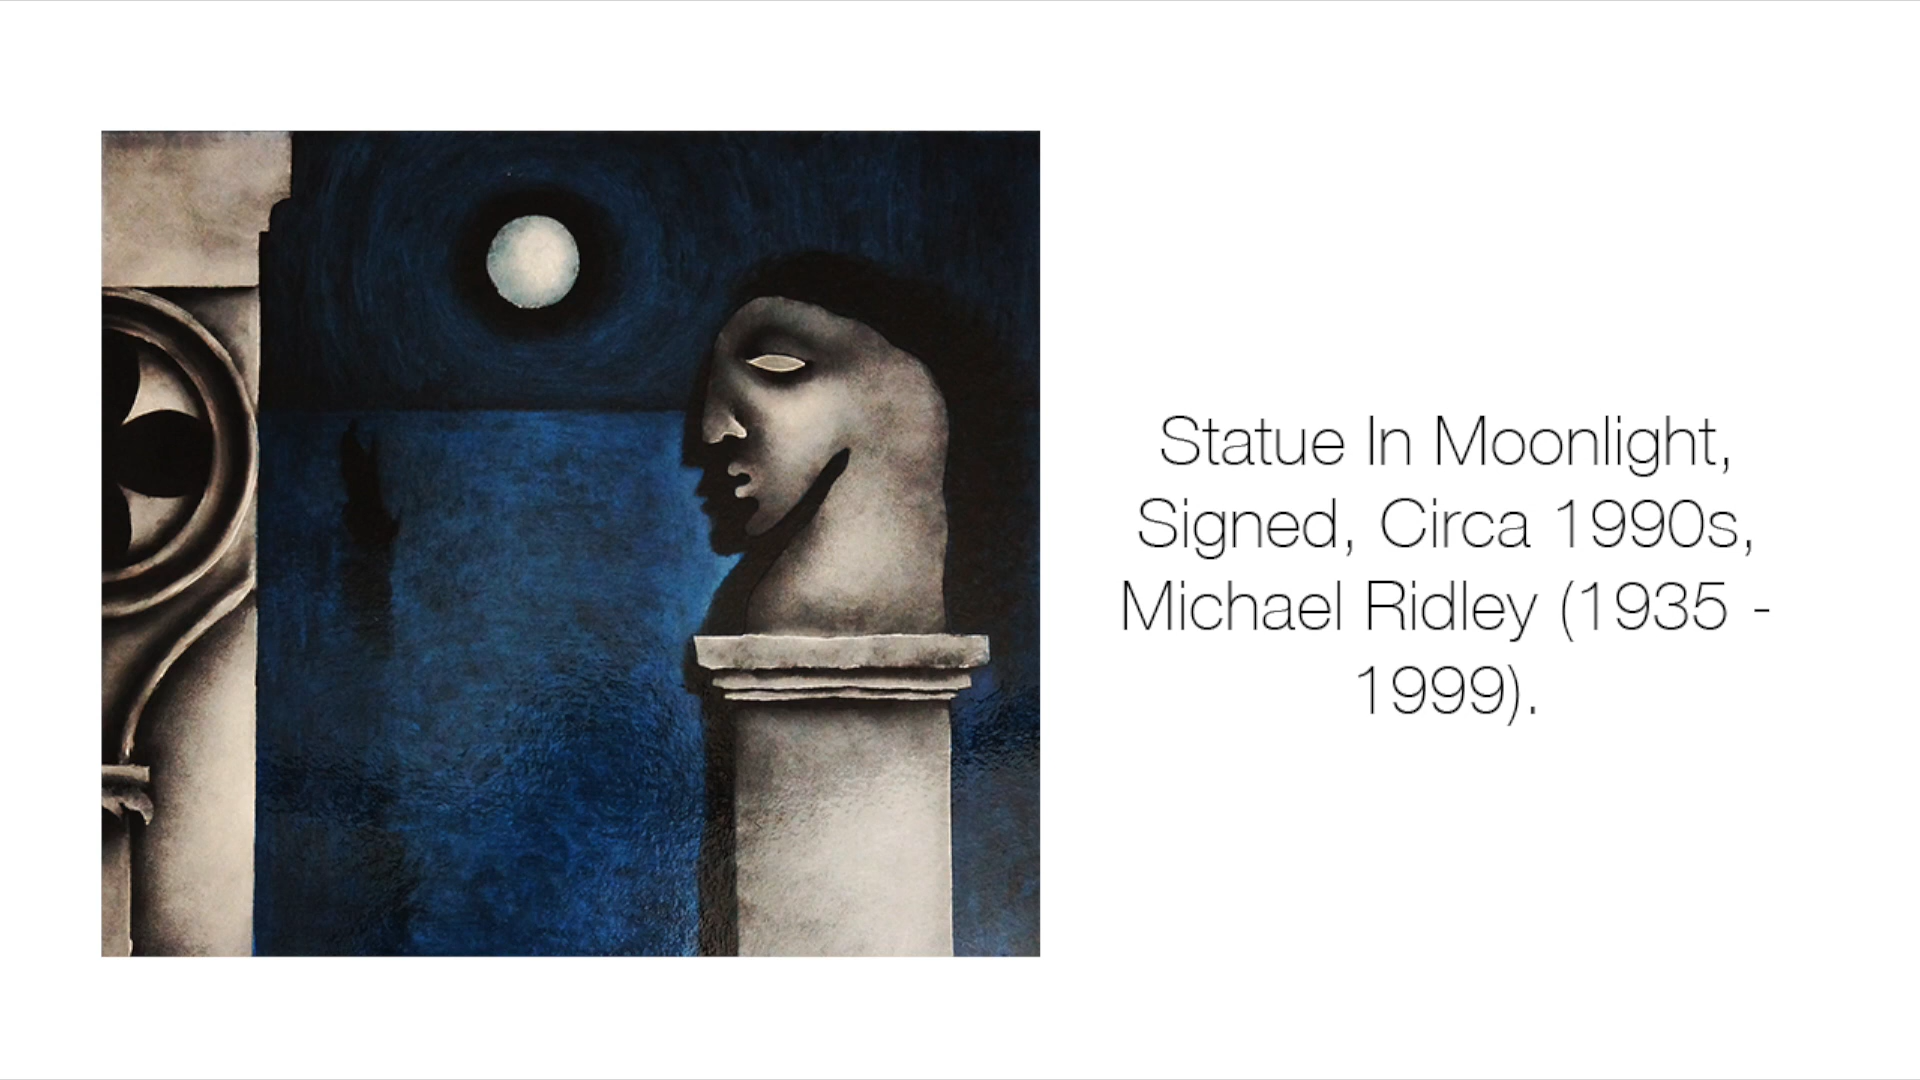 Statue In Moonlight,
Signed, Circa 1990s,
Michael Ridley (1935 -
1999).